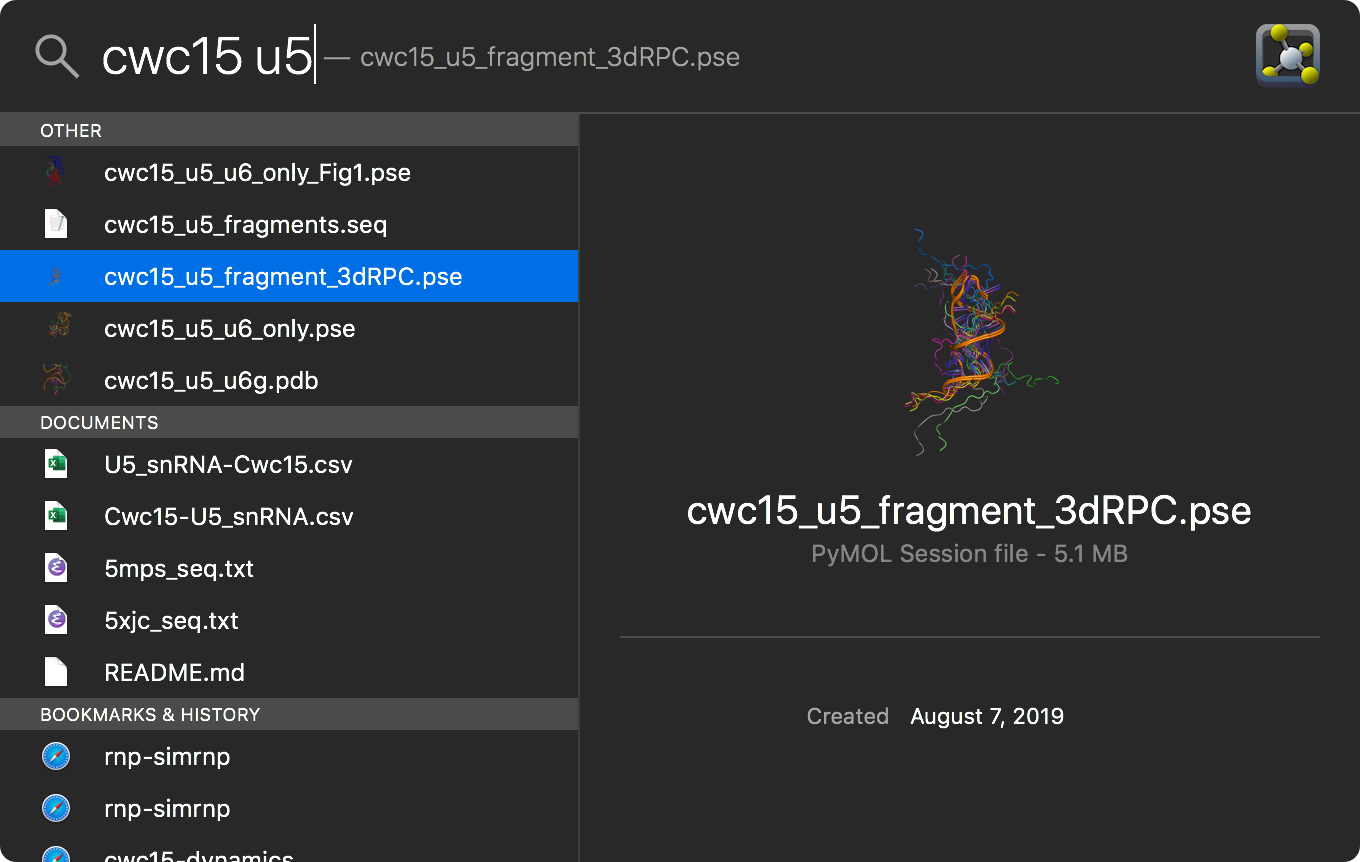 cwc15 u5 — cwc15_u5_fragment_3dRPC.pse
OTHER
cwc15_u5_u6_only_Fig1.pse
cwc15_u5_fragments.seq
cwc15_u5_fragment_3dRPC.pse
cwc15_u5_u6_only.pse
cwc15_u5_u6g.pdb
DOCUMENTS
U5_snRNA-Cwc15.csv
Cwc15-U5_snRNA.csv
5mps_seq.txt
5xjc_seq.txt
README.md
BOOKMARKS & HISTORY
rnp-simrnp
rnp-simrnp
cwc15-dynamics
cwc15_u5_fragment_3dRPC.pse
PyMOL Session file - 5.1 MB
Created August 7, 2019